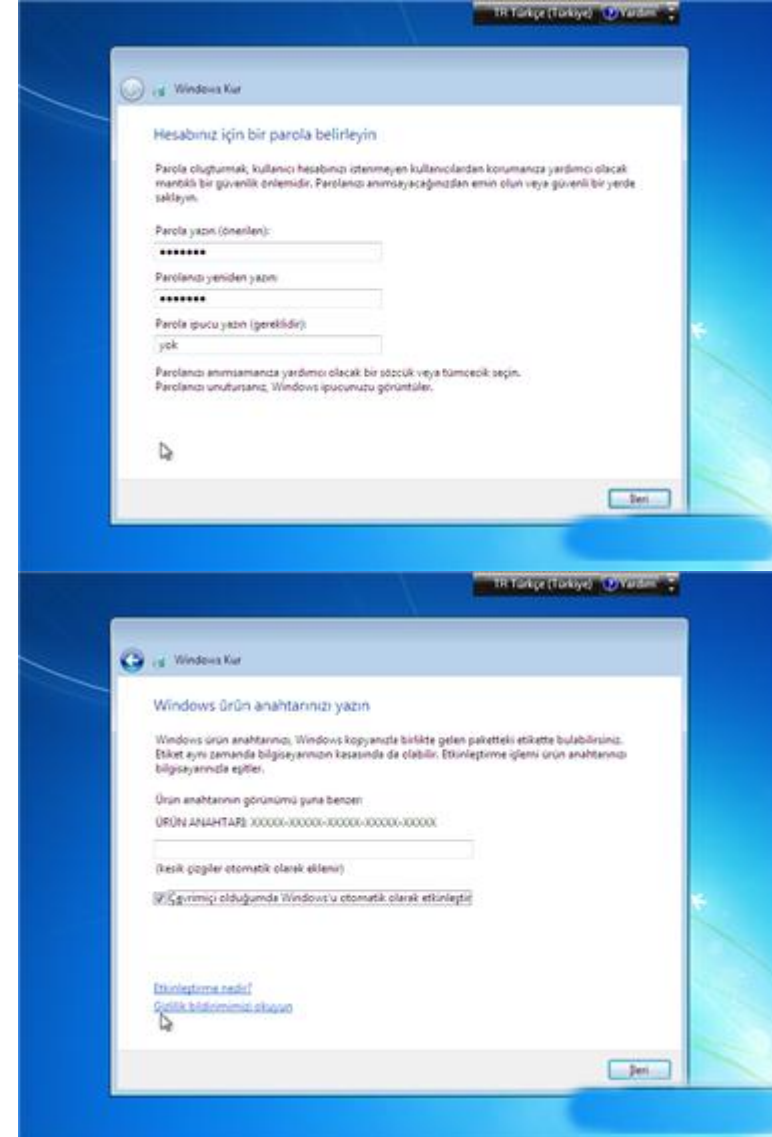 TR Türkçe (Türkiye) Yardım
Windows Kur
Hesabınız için bir parola belirleyin
Parola oluşturmak, kullanıcı hesabınızı istenmeyen kullanıcılardan korumanıza yardımcı olacak
mantıklı bir güvenlik önlemidir. Parolanızı anımsayacağınızdan emin olun veya güvenli bir yerde
saklayın.
Parola yazın (önerilen):
Parolanızı yeniden yazın:
Parola ipucu yazın (gereklidir):
yok
Parolanızı anımsamanıza yardımcı olacak bir sözcük veya tümcecik seçin.
Parolanızı unutursanız, Windows ipucunuzu görüntüler.
İleri
TR Türkçe (Türkiye) Yardım
Windows Kur
Windows ürün anahtarınızı yazın
Windows ürün anahtarınızı, Windows kopyanızla birlikte gelen paketteki etikette bulabilirsiniz.
Etiket aynı zamanda bilgisayarınızın kasasında da olabilir. Etkinleştirme işlemi ürün anahtarınızı
bilgisayarınızla eşitler.
Ürün anahtarının görünümü şuna benzer:
ÜRÜN ANAHTARI: XXXXX-XXXXX-XXXXX-XXXXX-XXXXX
(kesik çizgiler otomatik olarak eklenir)
Çevrimiçi olduğumda Windows'u otomatik olarak etkinleştir
Etkinleştirme nedir?
Gizlilik bildirimimizi okuyun
İleri